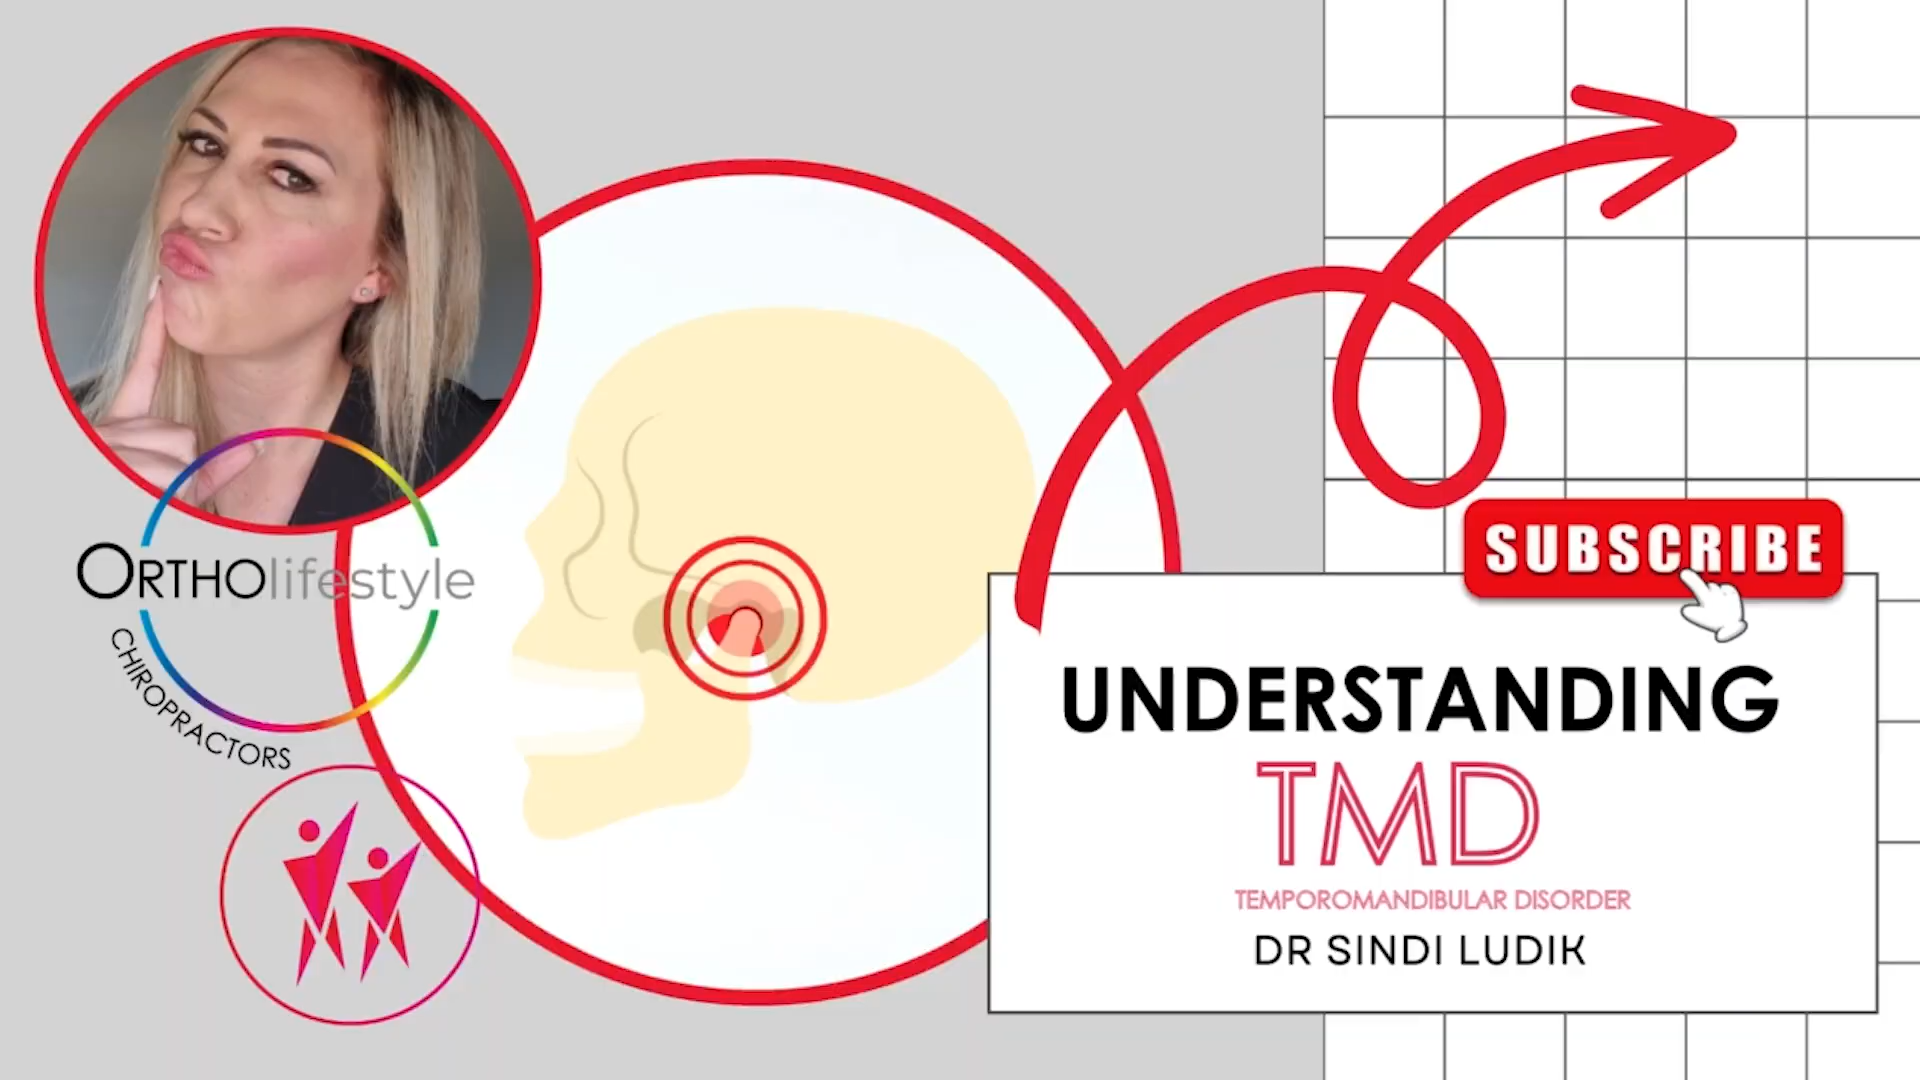 ORTHOlifestyle
CHIROPRACTORS
SUBSCRIBE
UNDERSTANDING
TMD
TEMPOROMANDIBULAR DISORDER
DR SINDI LUDIK